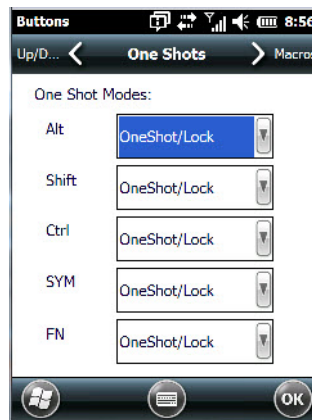 Buttons 8:56
Up/D... One Shots Macros
One Shot Modes:
Alt OneShot/Lock
Shift OneShot/Lock
Ctrl OneShot/Lock
SYM OneShot/Lock
FN OneShot/Lock
OK